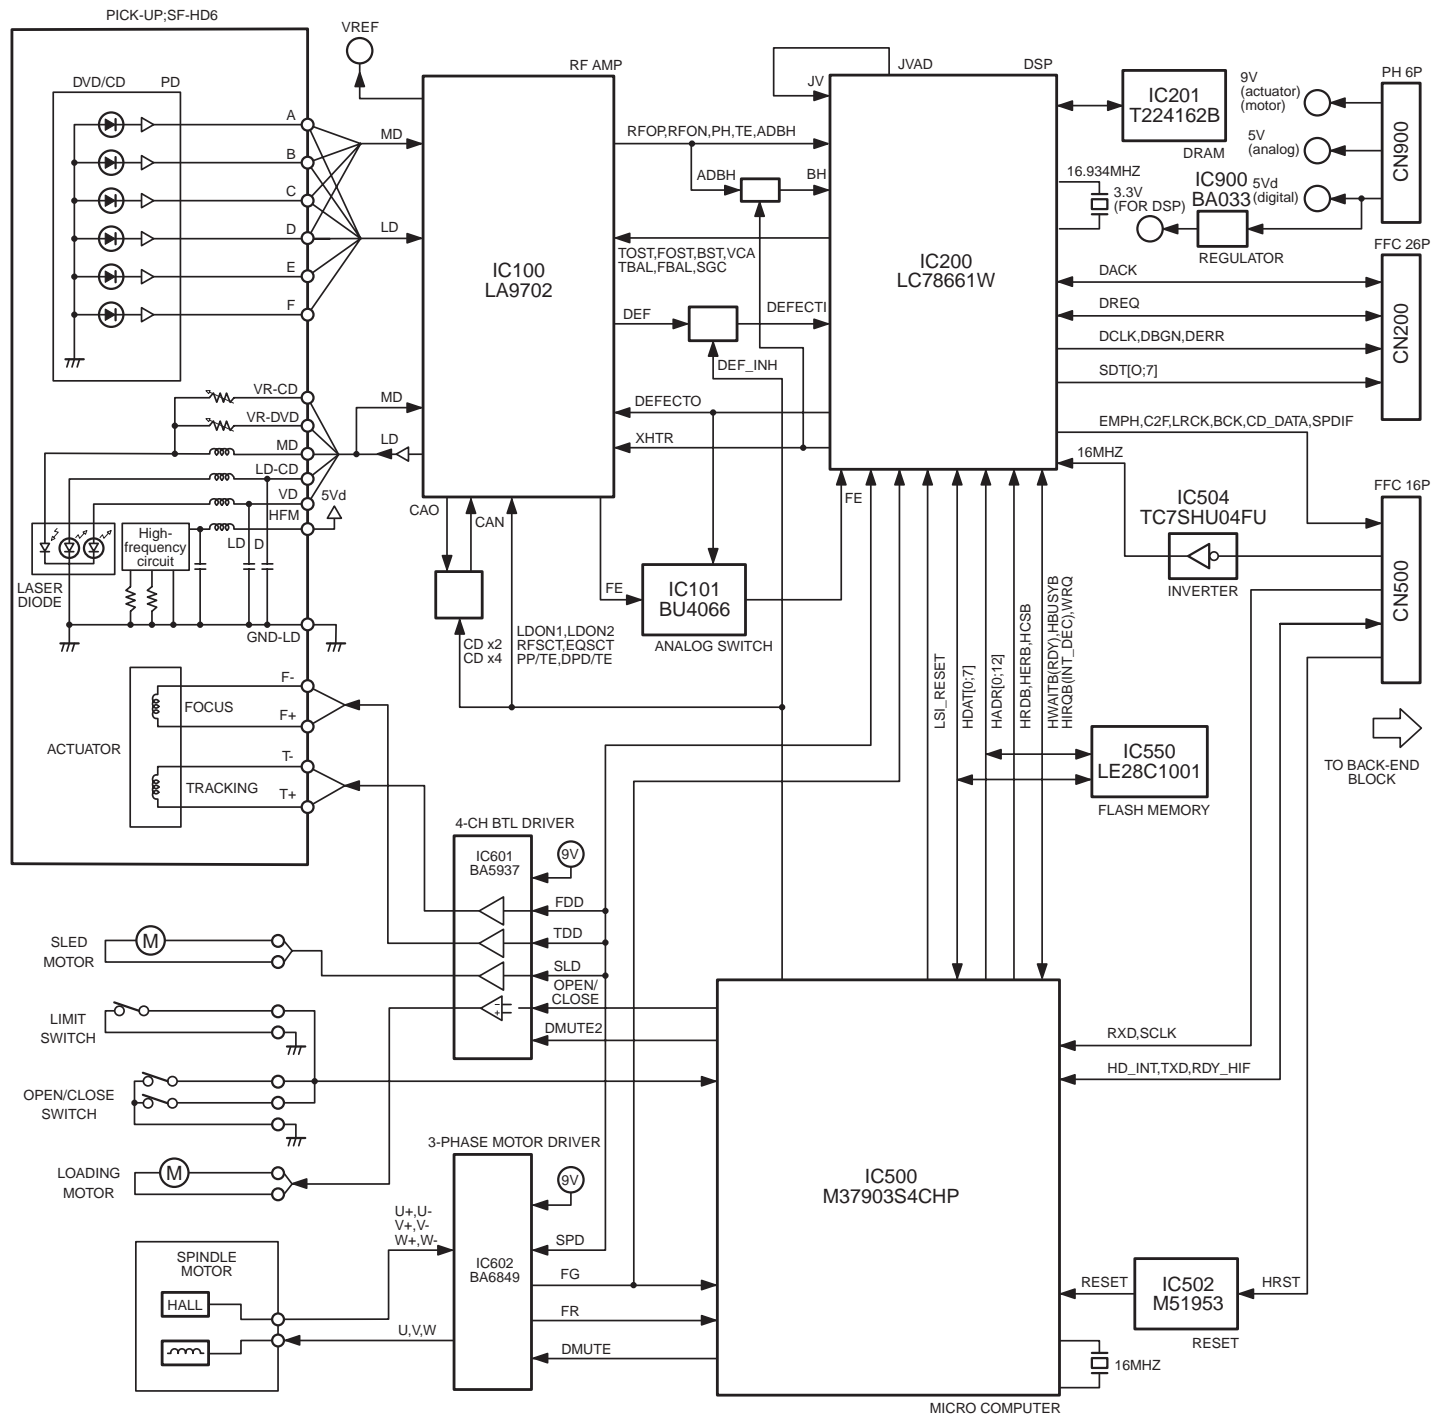 PICK-UP;SF-HD6
DVD/CD
PD
A
B
C
D
E
F
VR-CD
VR-DVD
MD
LD-CD
VD
HFM
5Vd
LD
D
High-
frequency
circuit
LASER
DIODE
GND-LD
F-
FOCUS
F+
ACTUATOR
T-
TRACKING
T+
VREF
RF AMP
MD
LD
MD
LD
IC100
LA9702
CAO
CAN
FE
CD x2
CD x4
LDON1,LDON2
RFSCT,EQSCT
PP/TE,DPD/TE
IC101
BU4066
ANALOG SWITCH
RFOP,RFON,PH,TE,ADBH
ADBH
BH
TOST,FOST,BST,VCA
TBAL,FBAL,SGC
DEF
DEFECTI
DEF_INH
DEFECTO
XHTR
JV
JVAD
DSP
IC200
LC78661W
FE
IC201
T224162B
DRAM
16.934MHZ
3.3V
(FOR DSP)
IC900
BA033
REGULATOR
9V
(actuator)
(motor)
5V
(analog)
5Vd
(digital)
PH 6P
CN900
FFC 26P
CN200
DACK
DREQ
DCLK,DBGN,DERR
SDT[O;7]
EMPH,C2F,LRCK,BCK,CD_DATA,SPDIF
16MHZ
FFC 16P
CN500
IC504
TC7SHU04FU
INVERTER
TO BACK-END
BLOCK
LSI_RESET
HDAT[0;7]
HADR[0;12]
HRDB,HERB,HCSB
HWAITB(RDY),HBUSYB
HIRQB(INT_DEC),WRQ
IC550
LE28C1001
FLASH MEMORY
4-CH BTL DRIVER
IC601
BA5937
9V
FDD
TDD
SLD
OPEN/
CLOSE
DMUTE2
SLED
MOTOR
M
LIMIT
SWITCH
OPEN/CLOSE
SWITCH
LOADING
MOTOR
M
3-PHASE MOTOR DRIVER
IC602
BA6849
9V
SPD
FG
FR
DMUTE
U+,U-
V+,V-
W+,W-
U,V,W
SPINDLE
MOTOR
HALL
IC500
M37903S4CHP
MICRO COMPUTER
RXD,SCLK
HD_INT,TXD,RDY_HIF
RESET
IC502
M51953
RESET
HRST
16MHZ